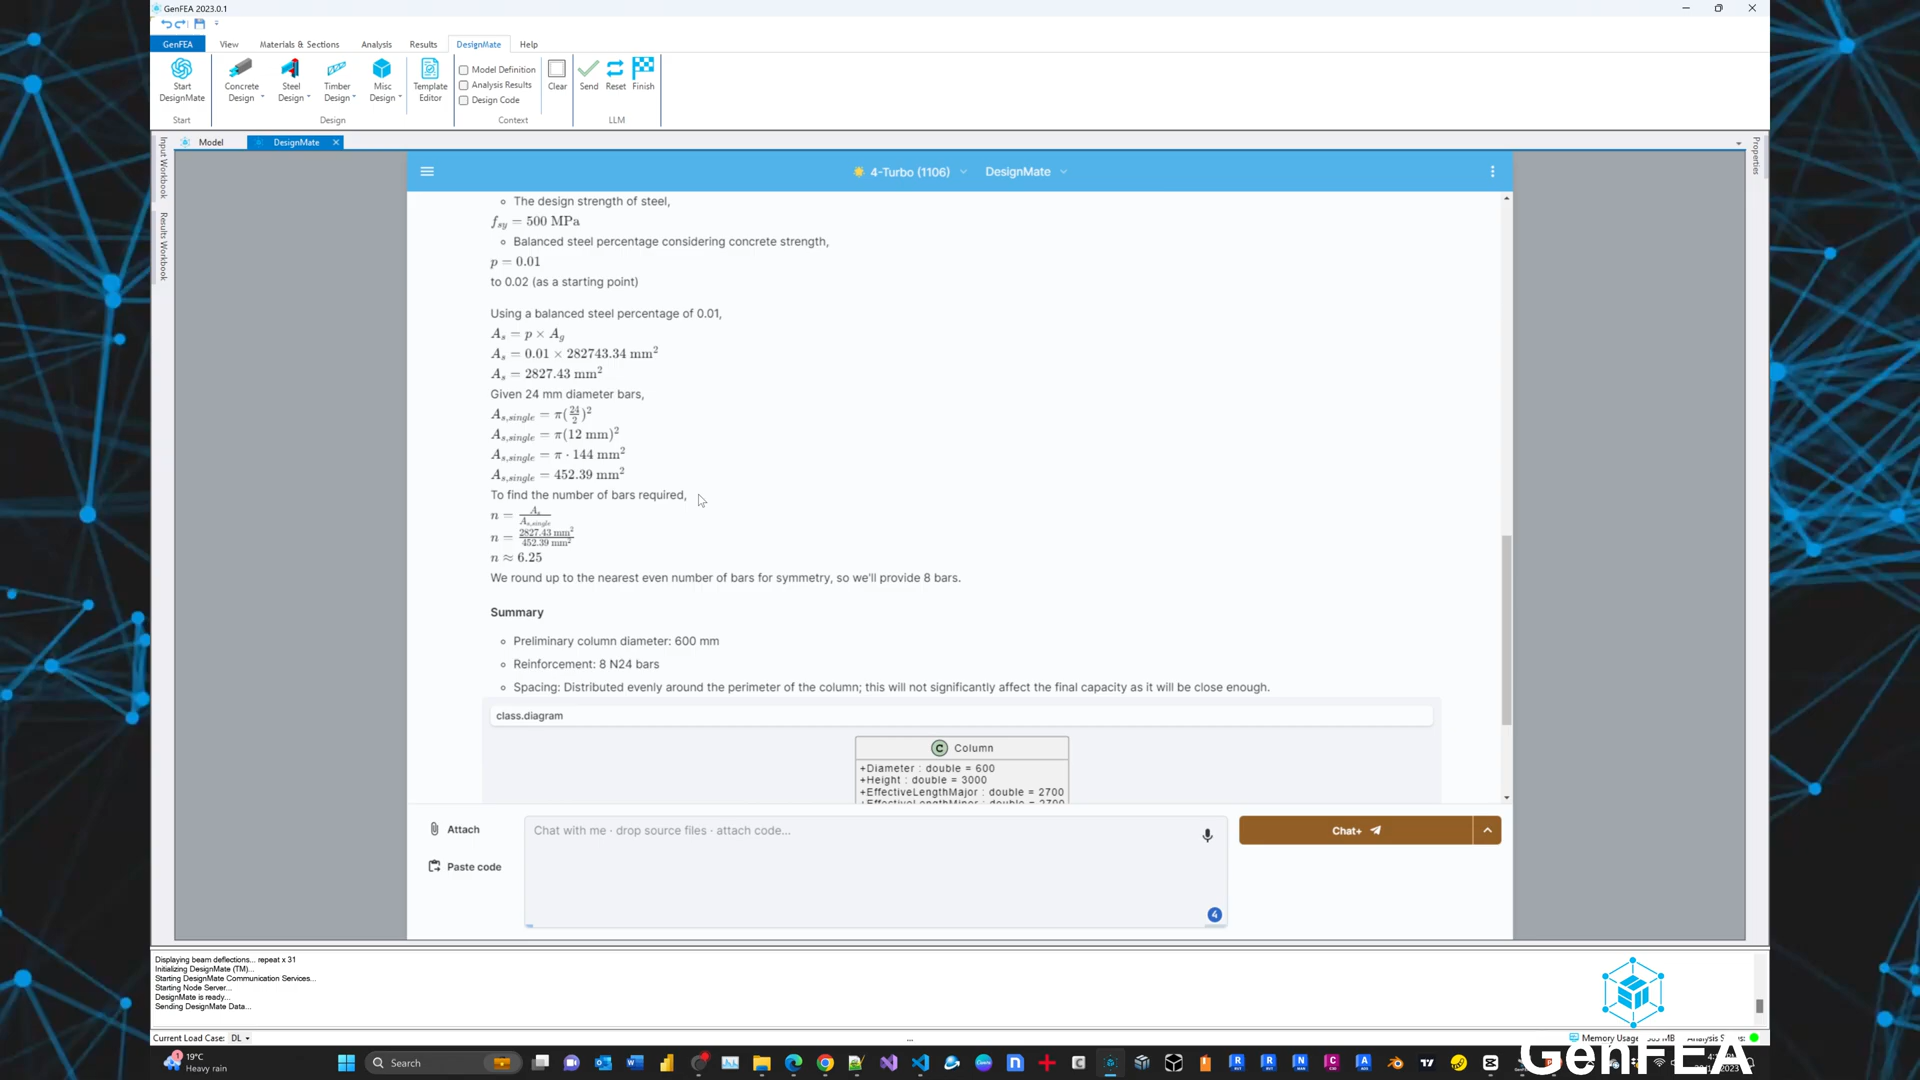 GenFEA 2023.0.1
GenFEA View Materials & Sections Analysis Results DesignMate Help
Start DesignMate
Concrete Design
Steel Design
Timber Design
Misc Design
Template Editor
Model Definition
Analysis Results
Design Code
Clear
Send
Reset
Finish
Start Design Context LLM
Model DesignMate
Input Workbook
Results Workbook
Properties
4-Turbo (1106) DesignMate
The design strength of steel,
f_sy = 500 MPa
Balanced steel percentage considering concrete strength,
p = 0.01
to 0.02 (as a starting point)
Using a balanced steel percentage of 0.01,
A_s = p × A_g
A_s = 0.01 × 282743.34 mm²
A_s = 2827.43 mm²
Given 24 mm diameter bars,
A_s,single = π(24/2)²
A_s,single = π(12 mm)²
A_s,single = π · 144 mm²
A_s,single = 452.39 mm²
To find the number of bars required,
n = A_s / A_s,single
n = 2827.43 mm² / 452.39 mm²
n ≈ 6.25
We round up to the nearest even number of bars for symmetry, so we'll provide 8 bars.
Summary
Preliminary column diameter: 600 mm
Reinforcement: 8 N24 bars
Spacing: Distributed evenly around the perimeter of the column; this will not significantly affect the final capacity as it will be close enough.
class.diagram
C Column
+Diameter : double = 600
+Height : double = 3000
+EffectiveLengthMajor : double = 2700
+EffectiveLengthMinor : double = 2700
Attach
Paste code
Chat with me · drop source files · attach code...
4
Chat+
Displaying beam deflections... repeat x 31
Initializing DesignMate (TM)...
Starting DesignMate Communication Services...
Starting Node Server...
DesignMate is ready...
Sending DesignMate Data...
Current Load Case: DL
...
Memory Usage
GenFEA
1
19°C
Heavy rain
Search